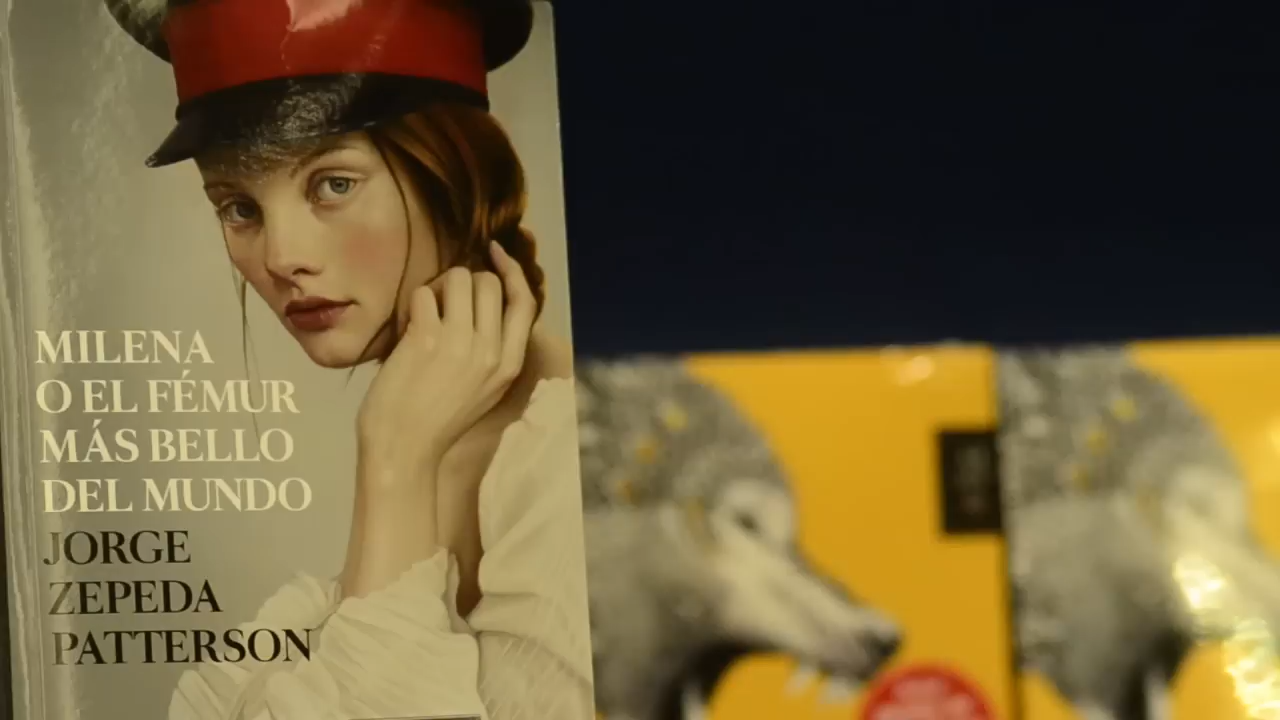 MILENA
O EL FÉMUR
MÁS BELLO
DEL MUNDO
JORGE
ZEPEDA
PATTERSON